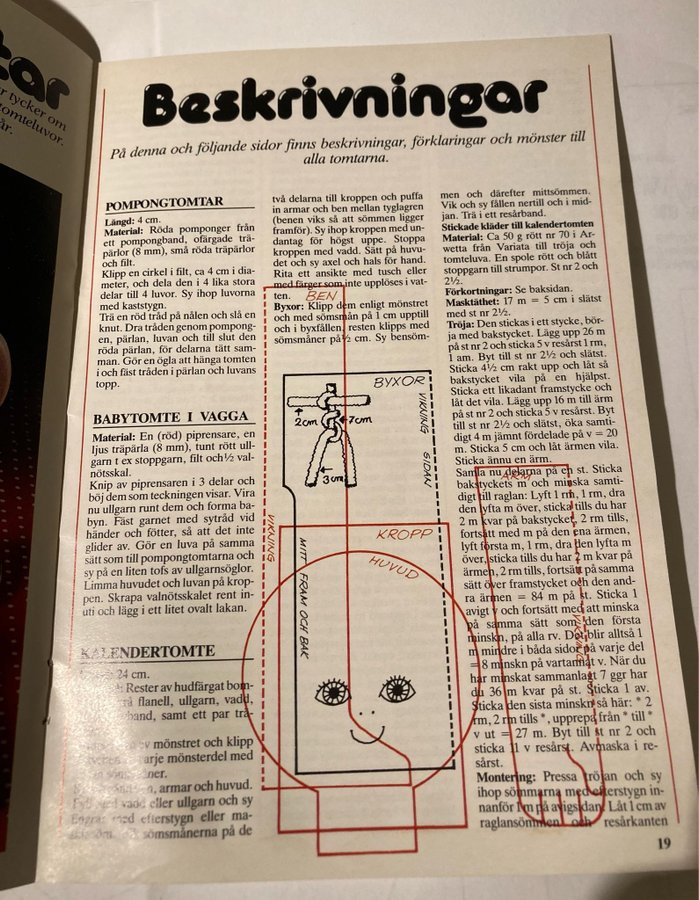 tar
r tycker om
tomteluvor.
år.
Beskrivningar
På denna och följande sidor finns beskrivningar, förklaringar och mönster till
alla tomtarna.
POMPONGTOMTAR
Längd: 4 cm.
Material: Röda pomponger från
ett pompongband, ofärgade trä-
pärlor (8 mm), små röda träpärlor
och filt.
Klipp en cirkel i filt, ca 4 cm i dia-
meter, och dela den i 4 lika stora
delar till 4 luvor. Sy ihop luvorna
med kaststygn.
Trä en röd tråd på nålen och slå en
knut. Dra tråden genom pompong-
en, pärlan, luvan och till slut den
röda pärlan, för delarna tätt sam-
man. Gör en ögla att hänga tomten
i och fäst tråden i pärlan och luvans
topp.
BABYTOMTE I VAGGA
Material: En (röd) piprensare, en
ljus träpärla (8 mm), tunt rött ull-
garn t ex stoppgarn, filt och ½ val-
nötsskal.
Knip av piprensaren i 3 delar och
böj dem som teckningen visar. Vira
nu ullgarn runt dem och forma ba-
byn. Fäst garnet med sytråd vid
händer och fötter, så att det inte
glider av. Gör en luva på samma
sätt som till pompongtomtarna och
sy på en liten tofs av ullgarnsöglor.
Limma huvudet och luvan på krop-
pen. Skrapa valnötsskalet rent in-
uti och lägg i ett litet ovalt lakan.
KALENDERTOMTE
24 cm.
Rester av hudfärgat bom-
flanell, ullgarn, vadd,
band, samt ett par trä-
mönstret och klipp
varje mönsterdel med
armar och huvud.
vadd eller ullgarn och sy
med efterstygn eller ma-
sömsmånerna på de
två delarna till kroppen och puffa
in armar och ben mellan tyglagren
(benen viks så att sömmen ligger
framför). Sy ihop kroppen med un-
dantag för högst uppe. Stoppa
kroppen med vadd. Sätt på huvu-
det och sy axel och hals för hand.
Rita ett ansikte med tusch eller
med färger som inte upplöses i vat-
ten.
Byxor: Klipp dem enligt mönstret
och med sömsmån på 1 cm upptill
och i byxfållen, resten klipps med
sömsmåner på ½ cm. Sy bensöm-
BEN
BYXOR
2cm
7cm
3cm
VIKNING SIDAN
VIKNING
MITT FRAM OCH BAK
KROPP
HUVUD
men och därefter mittsömmen.
Vik och sy fållen nertill och i mid-
jan. Trä i ett resårband.
Stickade kläder till kalendertomten
Material: Ca 50 g rött nr 70 i Ar-
wetta från Variata till tröja och
tomteluva. En spole rött och blått
stoppgarn till strumpor. St nr 2 och
2½.
Förkortningar: Se baksidan.
Masktäthet: 17 m = 5 cm i slätst
med st nr 2½.
Tröja: Den stickas i ett stycke, bör-
ja med bakstycket. Lägg upp 26 m
på st nr 2 och sticka 5 v resårst 1 rm,
1 am. Byt till st nr 2½ och slätst.
Sticka 4½ cm rakt upp och låt så
bakstycket vila på en hjälpst.
Sticka ett likadant framstycke och
låt det vila. Lägg upp 16 m till ärm
på st nr 2 och sticka 5 v resårst. Byt
till st nr 2½ och slätst, öka samti-
digt 4 m jämnt fördelade på v = 20
m. Sticka 5 cm och låt ärmen vila.
Sticka ännu en ärm.
Samla nu delarna på en st. Sticka
bakstyckets m och minska samti-
digt till raglan: Lyft 1 rm, 1 rm, dra
den lyfta m över, sticka tills du har
2 m kvar på bakstycket, 2 rm tills,
fortsätt med m på den ena ärmen,
lyft första m, 1 rm, dra den lyfta m
över, sticka tills du har 2 m kvar på
ärmen, 2 rm tills, fortsätt på samma
sätt över framstycket och den and-
ra ärmen = 84 m på st. Sticka 1
avigt v och fortsätt med att minska
på samma sätt som den första
minskn, på alla rv. Det blir alltså 1
m mindre i båda sidor på varje del
= 8 minskn på vartannat v. När du
har minskat sammanlagt 7 ggr har
du 36 m kvar på st. Sticka 1 av.
Sticka den sista minskn så här: * 2
rm, 2 rm tills *, upprepa från * till *
v ut = 27 m. Byt till st nr 2 och
sticka 11 v resårst. Avmaska i re-
sårst.
Montering: Pressa tröjan och sy
ihop sömmarna med efterstygn in-
nanför 1 m på avigsidan. Låt 1 cm av
raglansömmen och resårkanten
ARM
VIKNING
19